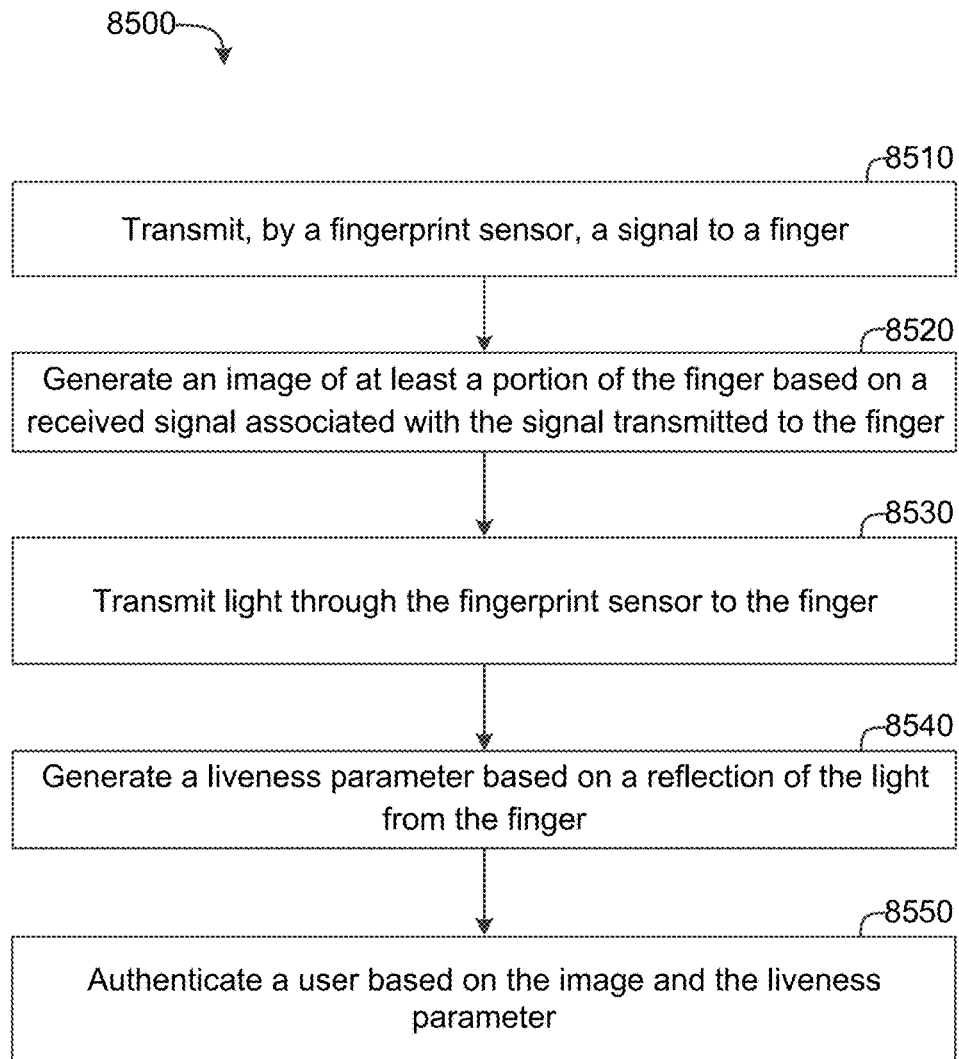 8500
8510
Transmit, by a fingerprint sensor, a signal to a finger
8520
Generate an image of at least a portion of the finger based on a
received signal associated with the signal transmitted to the finger
8530
Transmit light through the fingerprint sensor to the finger
8540
Generate a liveness parameter based on a reflection of the light
from the finger
8550
Authenticate a user based on the image and the liveness
parameter